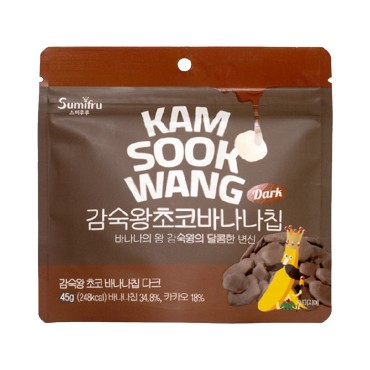 Sumifru
스미후루
KAM
SOOK
WANG
Dark
감숙왕초코바나나칩
바나나의 왕 감숙왕의 달콤한 변신
감숙왕 초코 바나나칩 다크
45g (248kcal) 바나나칩 34.8%, 카카오 18%